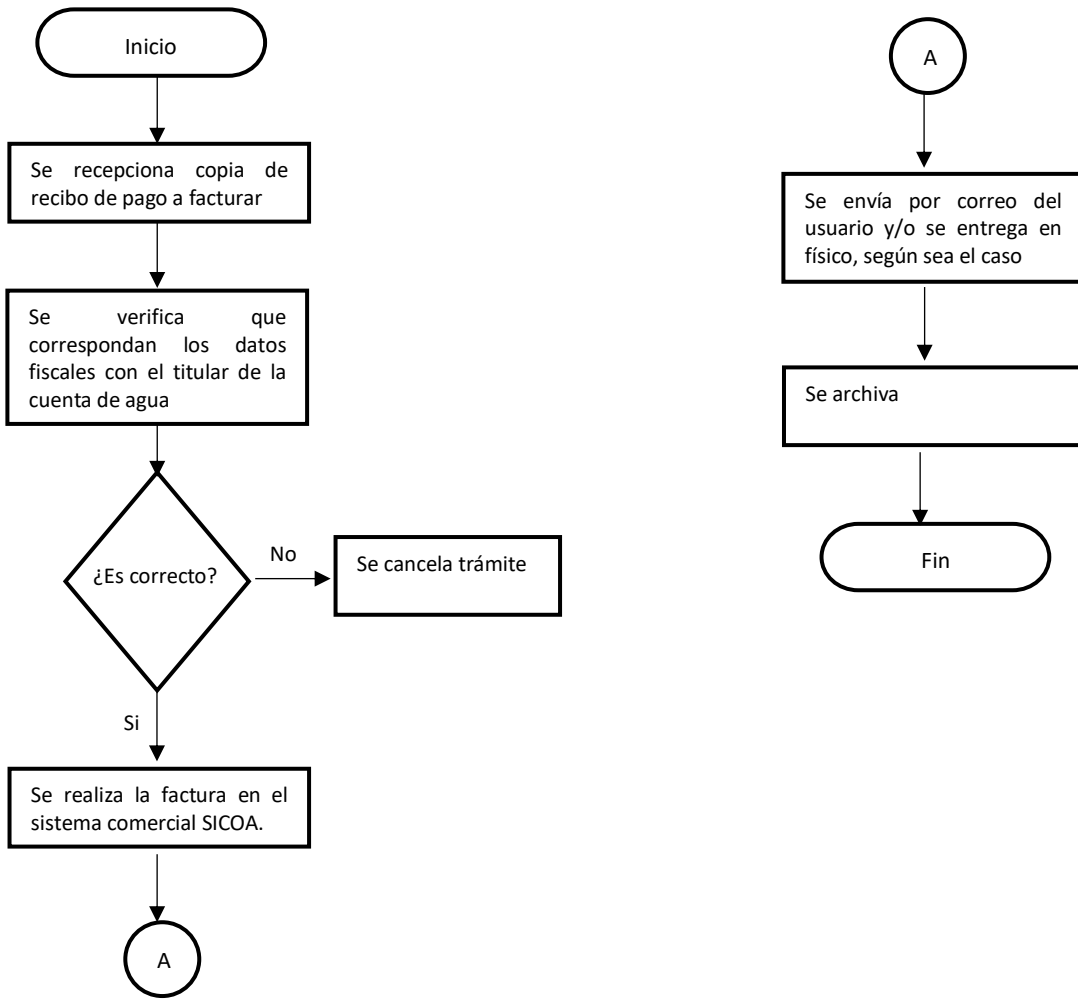 Inicio
Se recepciona copia de
recibo de pago a facturar
Se verifica que
correspondan los datos
fiscales con el titular de la
cuenta de agua
¿Es correcto?
No
Se cancela trámite
Si
Se realiza la factura en el
sistema comercial SICOA.
A
A
Se envía por correo del
usuario y/o se entrega en
físico, según sea el caso
Se archiva
Fin